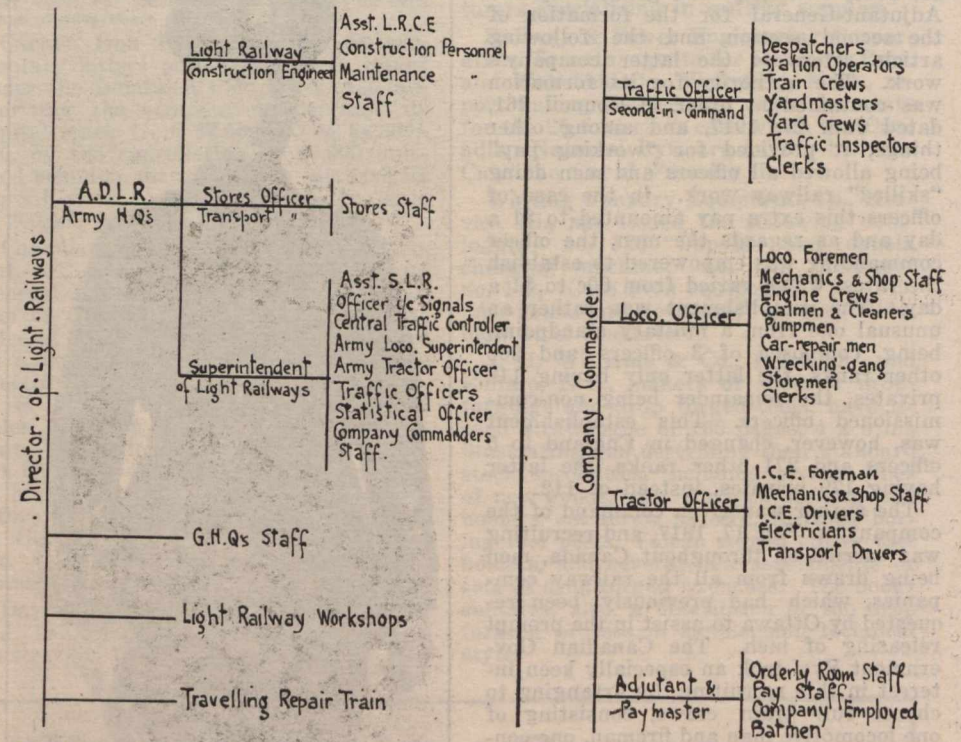 Director · of · Light · Railways
A.D.L.R.
Army H.Q's
Light Railway
Construction Engineer
Asst. L.R.C.E
Construction Personnel
Maintenance "
Staff
Stores Officer
Transport "
Stores Staff
Superintendent
of Light Railways
Asst. S.L.R.
Officer i/c Signals
Central Traffic Controller
Army Loco. Superintendent
Army Tractor Officer
Traffic Officers
Statistical Officer
Company Commanders
Staff.
G.H.Q's Staff
Light Railway Workshops
Travelling Repair Train
Company · Commander
Traffic Officer
Second-in-Command
Despatchers
Station Operators
Train Crews
Yardmasters
Yard Crews
Traffic Inspectors
Clerks
Loco. Officer
Loco. Foremen
Mechanics & Shop Staff
Engine Crews
Coalmen & Cleaners
Pumpmen
Car-repair men
Wrecking-gang
Storemen
Clerks
Tractor Officer
I.C.E. Foreman
Mechanics & Shop Staff
I.C.E. Drivers
Electricians
Transport Drivers
Adjutant &
Paymaster
Orderly Room Staff
Pay Staff
Company Employed
Batmen